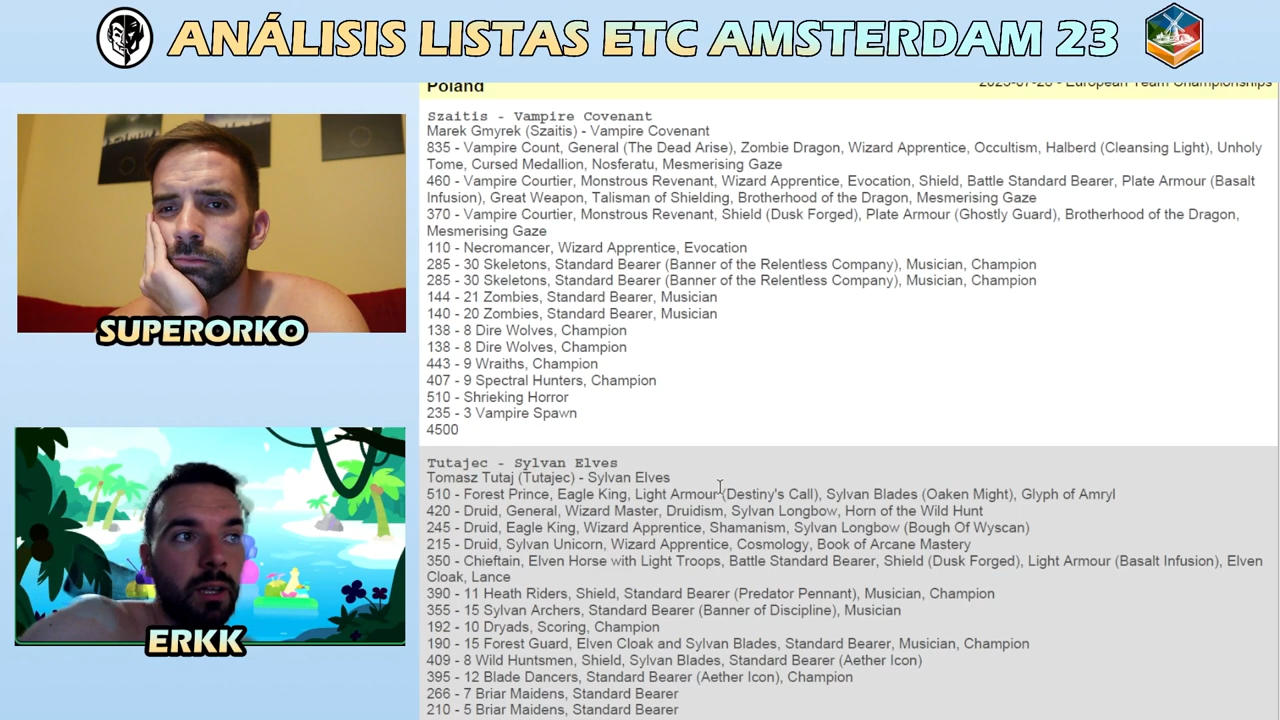 ANÁLISIS LISTAS ETC AMSTERDAM 23
Poland
2023-07-28 - European Team Championships
Szaitis - Vampire Covenant
Marek Gmyrek (Szaitis) - Vampire Covenant
835 - Vampire Count, General (The Dead Arise), Zombie Dragon, Wizard Apprentice, Occultism, Halberd (Cleansing Light), Unholy
Tome, Cursed Medallion, Nosferatu, Mesmerising Gaze
460 - Vampire Courtier, Monstrous Revenant, Wizard Apprentice, Evocation, Shield, Battle Standard Bearer, Plate Armour (Basalt
Infusion), Great Weapon, Talisman of Shielding, Brotherhood of the Dragon, Mesmerising Gaze
370 - Vampire Courtier, Monstrous Revenant, Shield (Dusk Forged), Plate Armour (Ghostly Guard), Brotherhood of the Dragon,
Mesmerising Gaze
110 - Necromancer, Wizard Apprentice, Evocation
285 - 30 Skeletons, Standard Bearer (Banner of the Relentless Company), Musician, Champion
285 - 30 Skeletons, Standard Bearer (Banner of the Relentless Company), Musician, Champion
144 - 21 Zombies, Standard Bearer, Musician
140 - 20 Zombies, Standard Bearer, Musician
138 - 8 Dire Wolves, Champion
138 - 8 Dire Wolves, Champion
443 - 9 Wraiths, Champion
407 - 9 Spectral Hunters, Champion
510 - Shrieking Horror
235 - 3 Vampire Spawn
4500
SUPERORKO
Tutajec - Sylvan Elves
Tomasz Tutaj (Tutajec) - Sylvan Elves
510 - Forest Prince, Eagle King, Light Armour (Destiny's Call), Sylvan Blades (Oaken Might), Glyph of Amryl
420 - Druid, General, Wizard Master, Druidism, Sylvan Longbow, Horn of the Wild Hunt
245 - Druid, Eagle King, Wizard Apprentice, Shamanism, Sylvan Longbow (Bough Of Wyscan)
215 - Druid, Sylvan Unicorn, Wizard Apprentice, Cosmology, Book of Arcane Mastery
350 - Chieftain, Elven Horse with Light Troops, Battle Standard Bearer, Shield (Dusk Forged), Light Armour (Basalt Infusion), Elven
Cloak, Lance
390 - 11 Heath Riders, Shield, Standard Bearer (Predator Pennant), Musician, Champion
355 - 15 Sylvan Archers, Standard Bearer (Banner of Discipline), Musician
192 - 10 Dryads, Scoring, Champion
190 - 15 Forest Guard, Elven Cloak and Sylvan Blades, Standard Bearer, Musician, Champion
409 - 8 Wild Huntsmen, Shield, Sylvan Blades, Standard Bearer (Aether Icon)
395 - 12 Blade Dancers, Standard Bearer (Aether Icon), Champion
266 - 7 Briar Maidens, Standard Bearer
210 - 5 Briar Maidens, Standard Bearer
ERKK